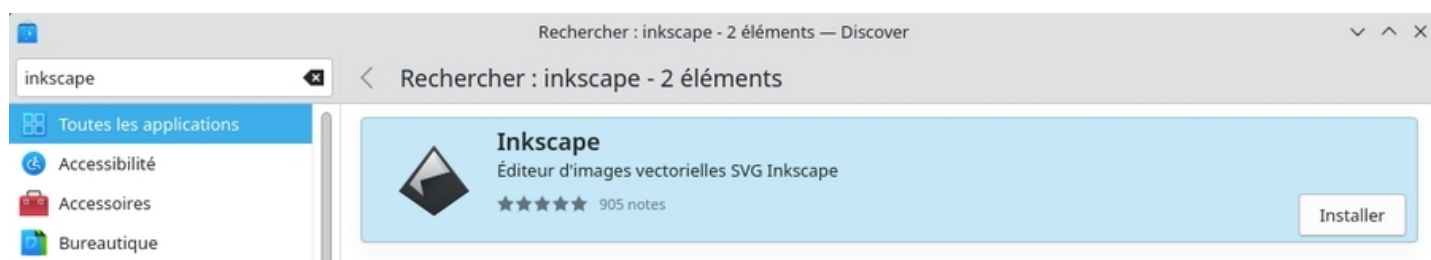 Rechercher : inkscape - 2 éléments — Discover
inkscape
Rechercher : inkscape - 2 éléments
Toutes les applications
Accessibilité
Accessoires
Bureautique
Inkscape
Éditeur d'images vectorielles SVG Inkscape
905 notes
Installer